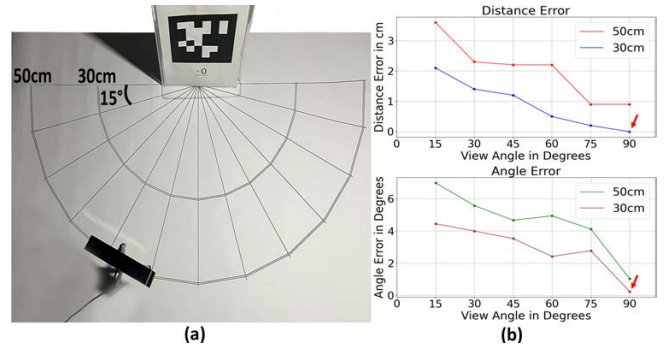 50cm 30cm
15°
0
(a)
Distance Error
Distance Error in cm
3
2
1
0
50cm
30cm
0 15 30 45 60 75 90
View Angle in Degrees
Angle Error
Angle Error in Degrees
6
4
2
0
50cm
30cm
0 15 30 45 60 75 90
View Angle in Degrees
(b)